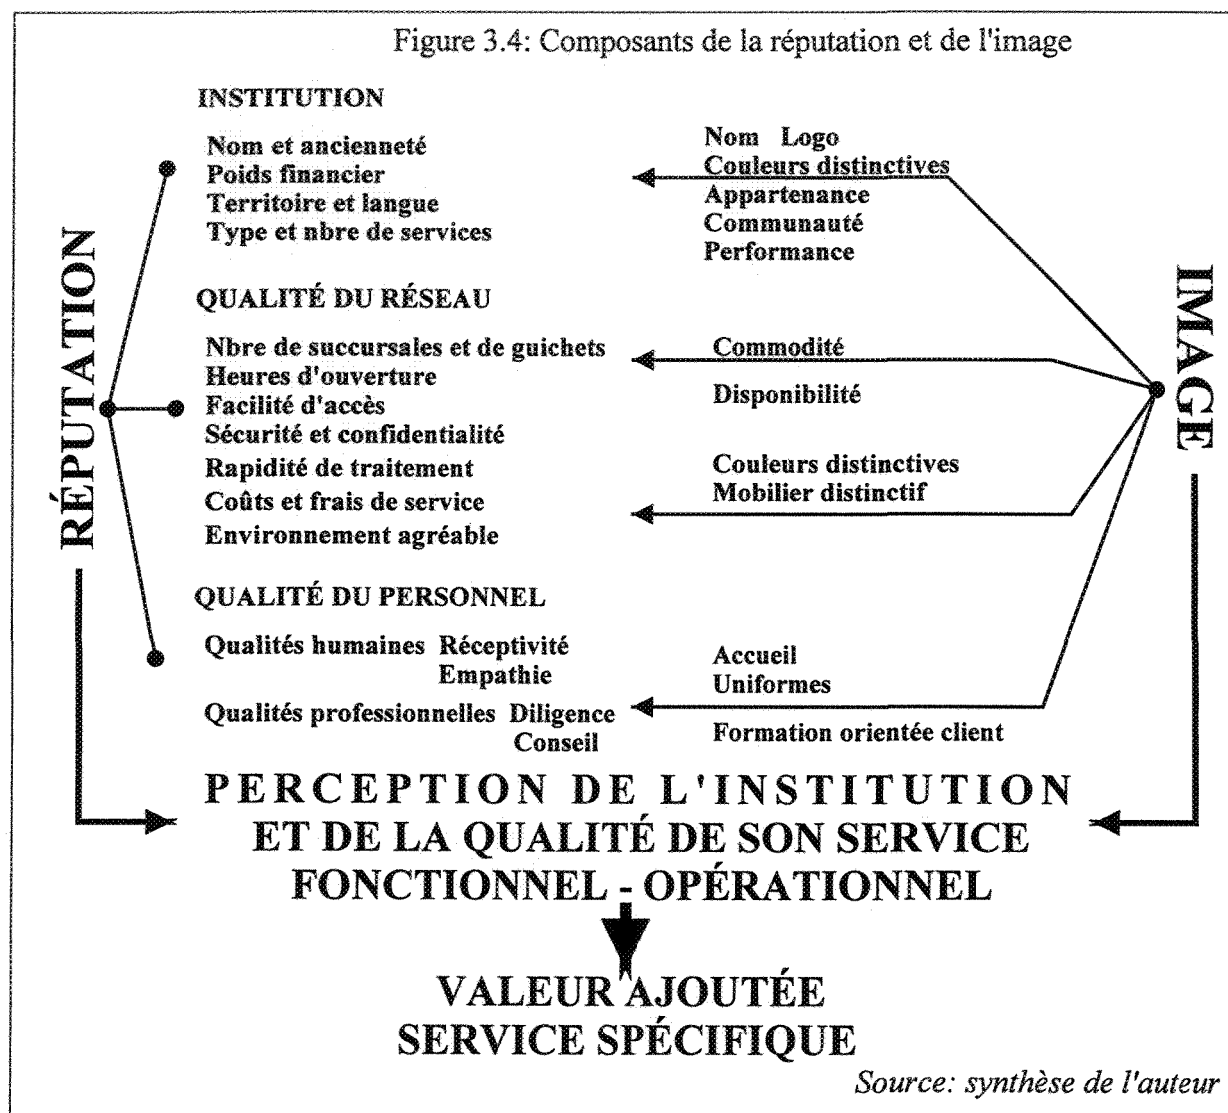 Figure 3.4: Composants de la réputation et de l'image
INSTITUTION
Nom et ancienneté
Poids financier
Territoire et langue
Type et nbre de services
Nom Logo
Couleurs distinctives
Appartenance
Communauté
Performance
RÉPUTATION
IMAGE
QUALITÉ DU RÉSEAU
Nbre de succursales et de guichets
Heures d'ouverture
Facilité d'accès
Sécurité et confidentialité
Rapidité de traitement
Coûts et frais de service
Environnement agréable
Commodité
Disponibilité
Couleurs distinctives
Mobilier distinctif
QUALITÉ DU PERSONNEL
Qualités humaines Réceptivité
Empathie
Qualités professionnelles Diligence
Conseil
Accueil
Uniformes
Formation orientée client
PERCEPTION DE L'INSTITUTION
ET DE LA QUALITÉ DE SON SERVICE
FONCTIONNEL - OPÉRATIONNEL
VALEUR AJOUTÉE
SERVICE SPÉCIFIQUE
Source: synthèse de l'auteur